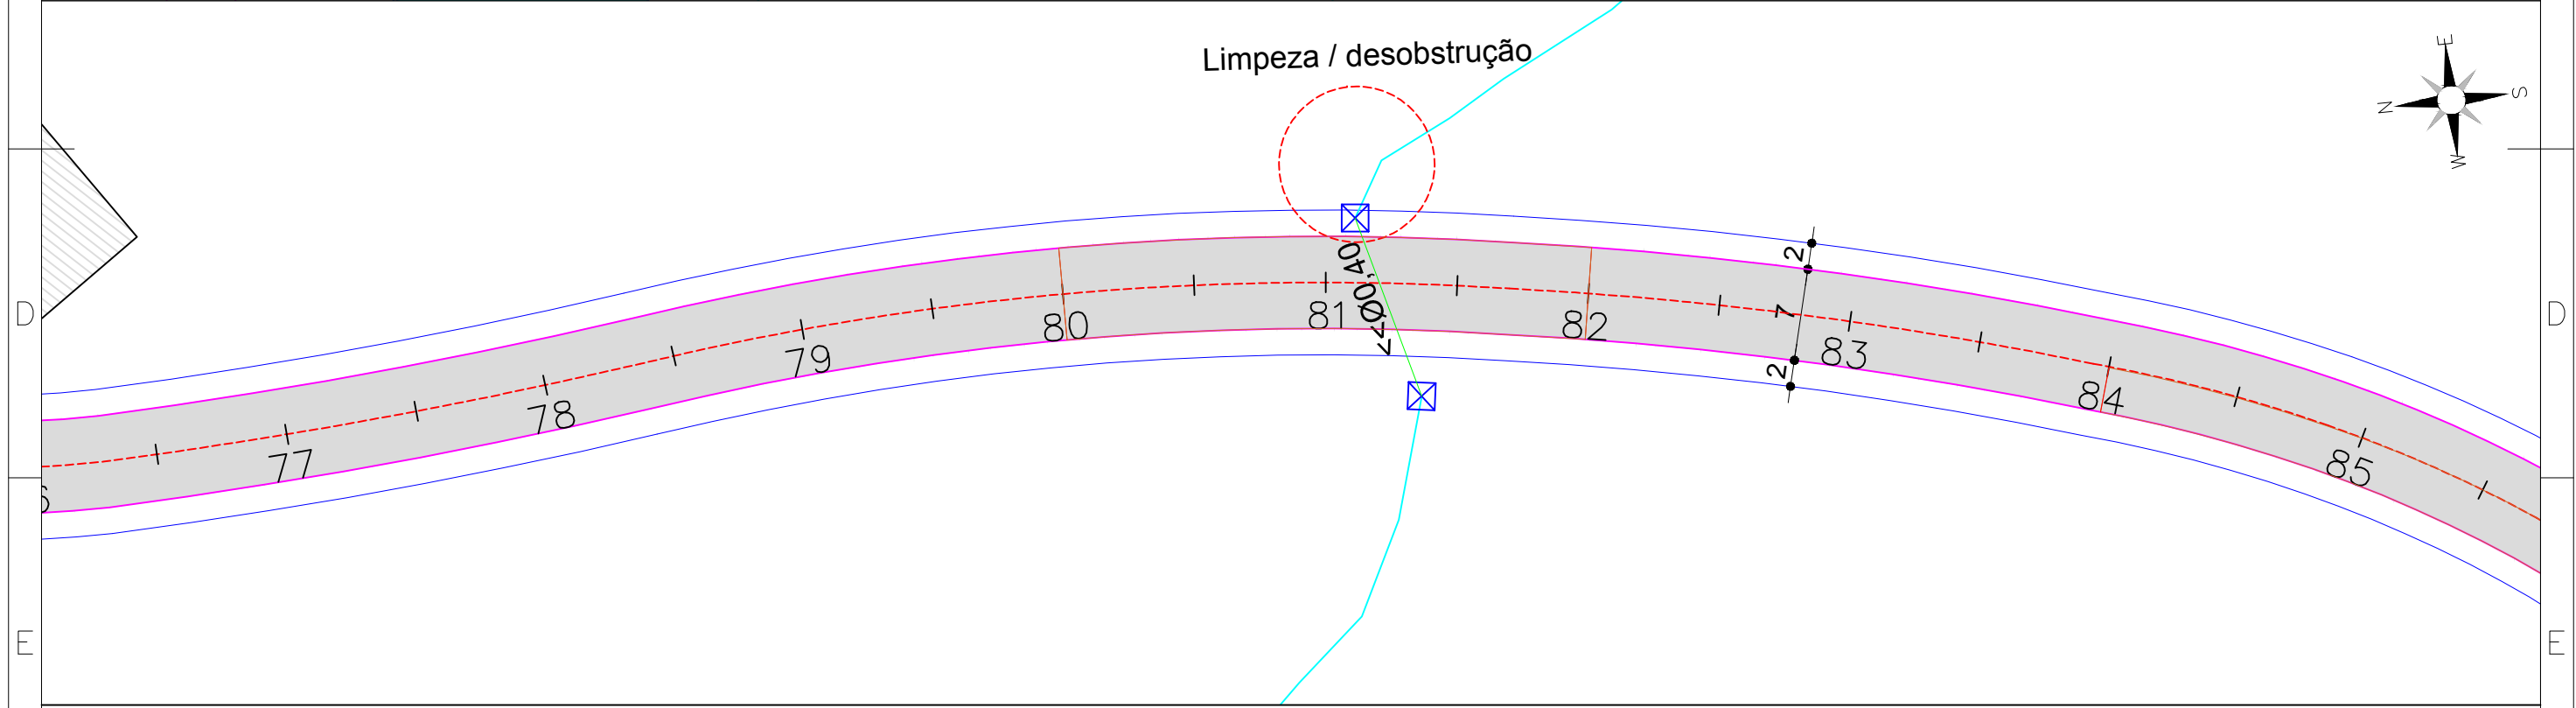 Limpeza / desobstrução
E
N
S
W
D
D
2
7
2
<<Ø0,40
77
78
79
80
81
82
83
84
85
E
E